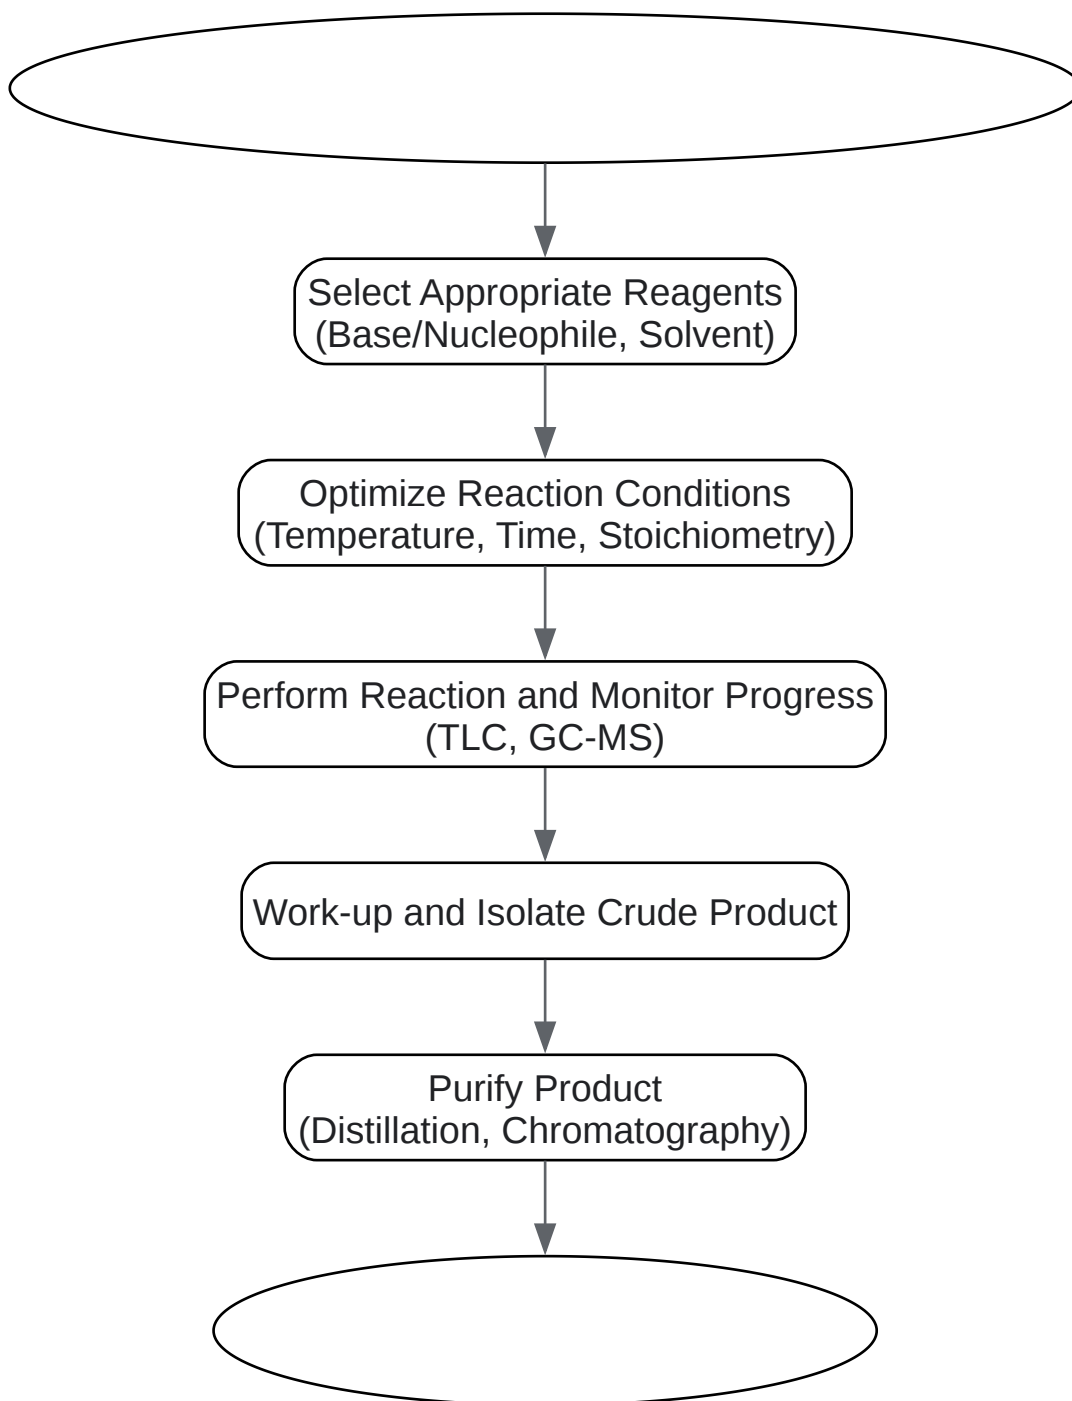 Select Appropriate Reagents
(Base/Nucleophile, Solvent)
Optimize Reaction Conditions
(Temperature, Time, Stoichiometry)
Perform Reaction and Monitor Progress
(TLC, GC-MS)
Work-up and Isolate Crude Product
Purify Product
(Distillation, Chromatography)